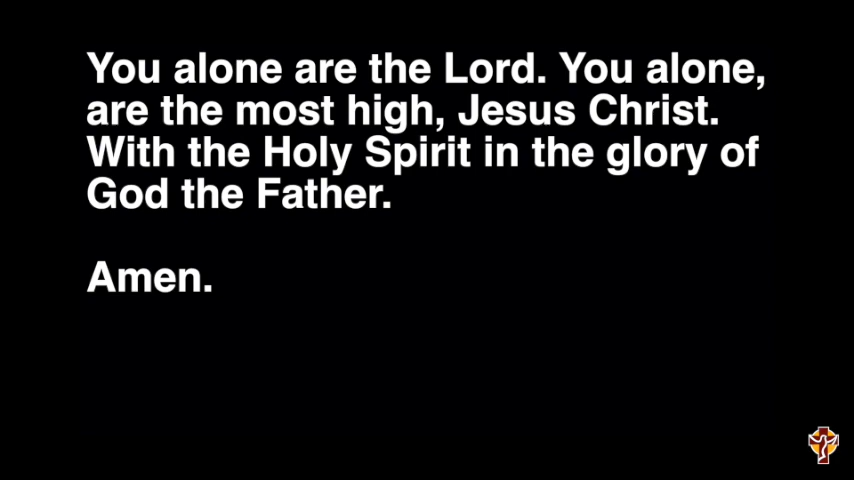 You alone are the Lord. You alone,
are the most high, Jesus Christ.
With the Holy Spirit in the glory of
God the Father.
Amen.